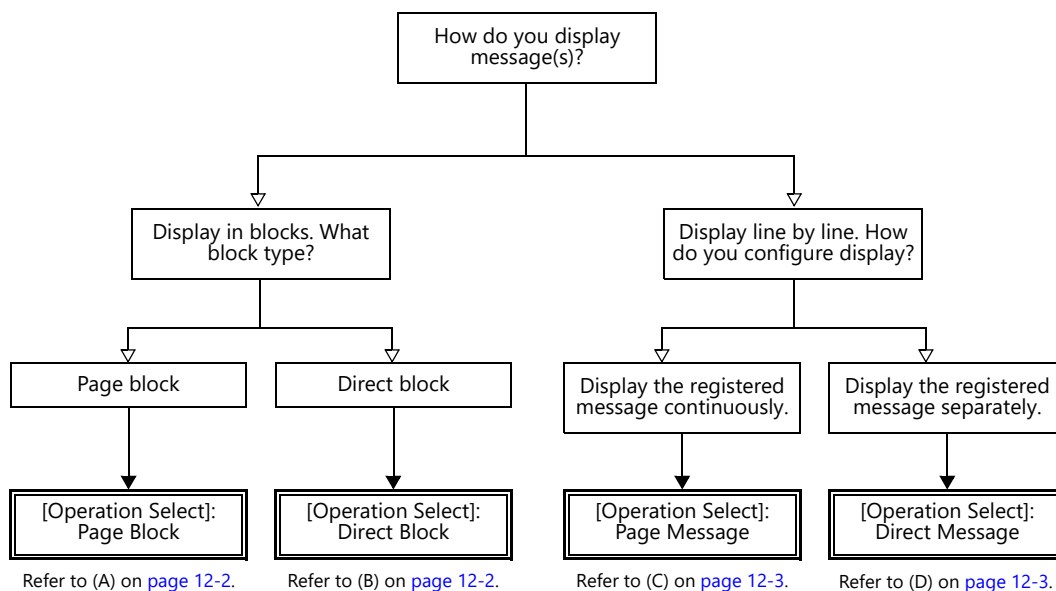 How do you display
message(s)?
Display in blocks. What
block type?
Display line by line. How
do you configure display?
Page block
Direct block
Display the registered
message continuously.
Display the registered
message separately.
[Operation Select]:
Page Block
[Operation Select]:
Direct Block
[Operation Select]:
Page Message
[Operation Select]:
Direct Message
Refer to (A) on page 12-2.
Refer to (B) on page 12-2.
Refer to (C) on page 12-3.
Refer to (D) on page 12-3.